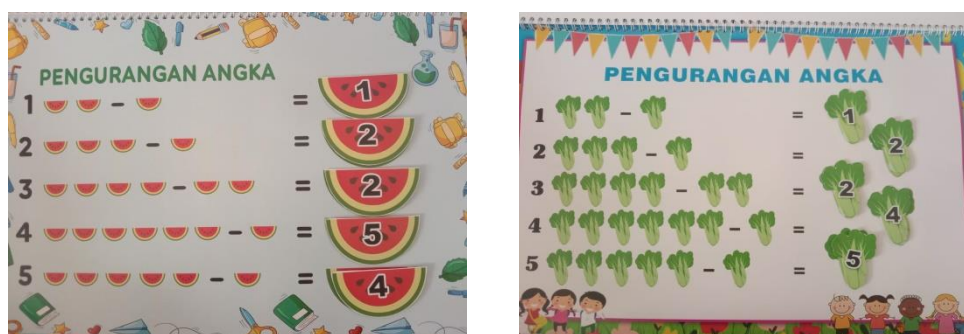 PENGURANGAN ANGKA
1 - = 1
2 - = 2
3 - = 2
4 - = 5
5 - = 4
PENGURANGAN ANGKA
1 - = 1
2 - = 2
3 - = 2
4 - = 4
5 - = 5